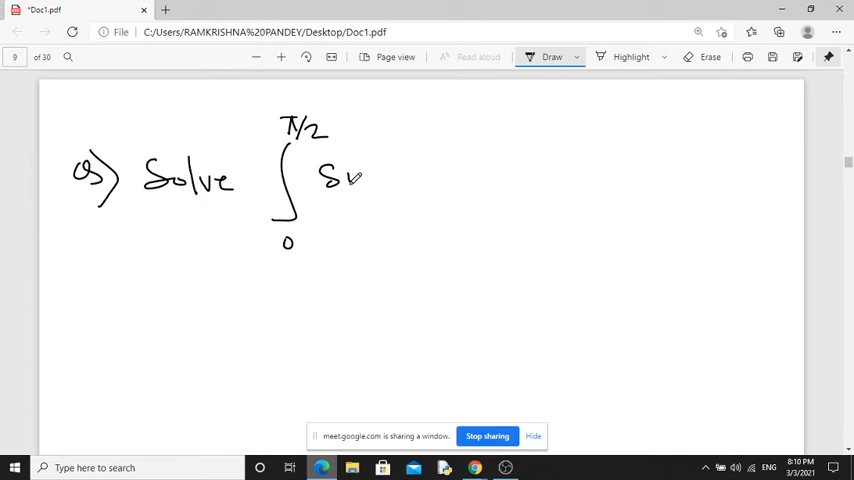 *Doc1.pdf
File C:/Users/RAMKRISHNA%20PANDEY/Desktop/Doc1.pdf
9 of 30 Page view Read aloud Draw Highlight Erase
π/2
Solve ∫
0
meet.google.com is sharing a window. Stop sharing Hide
Type here to search
ENG
8:10 PM
3/3/2021